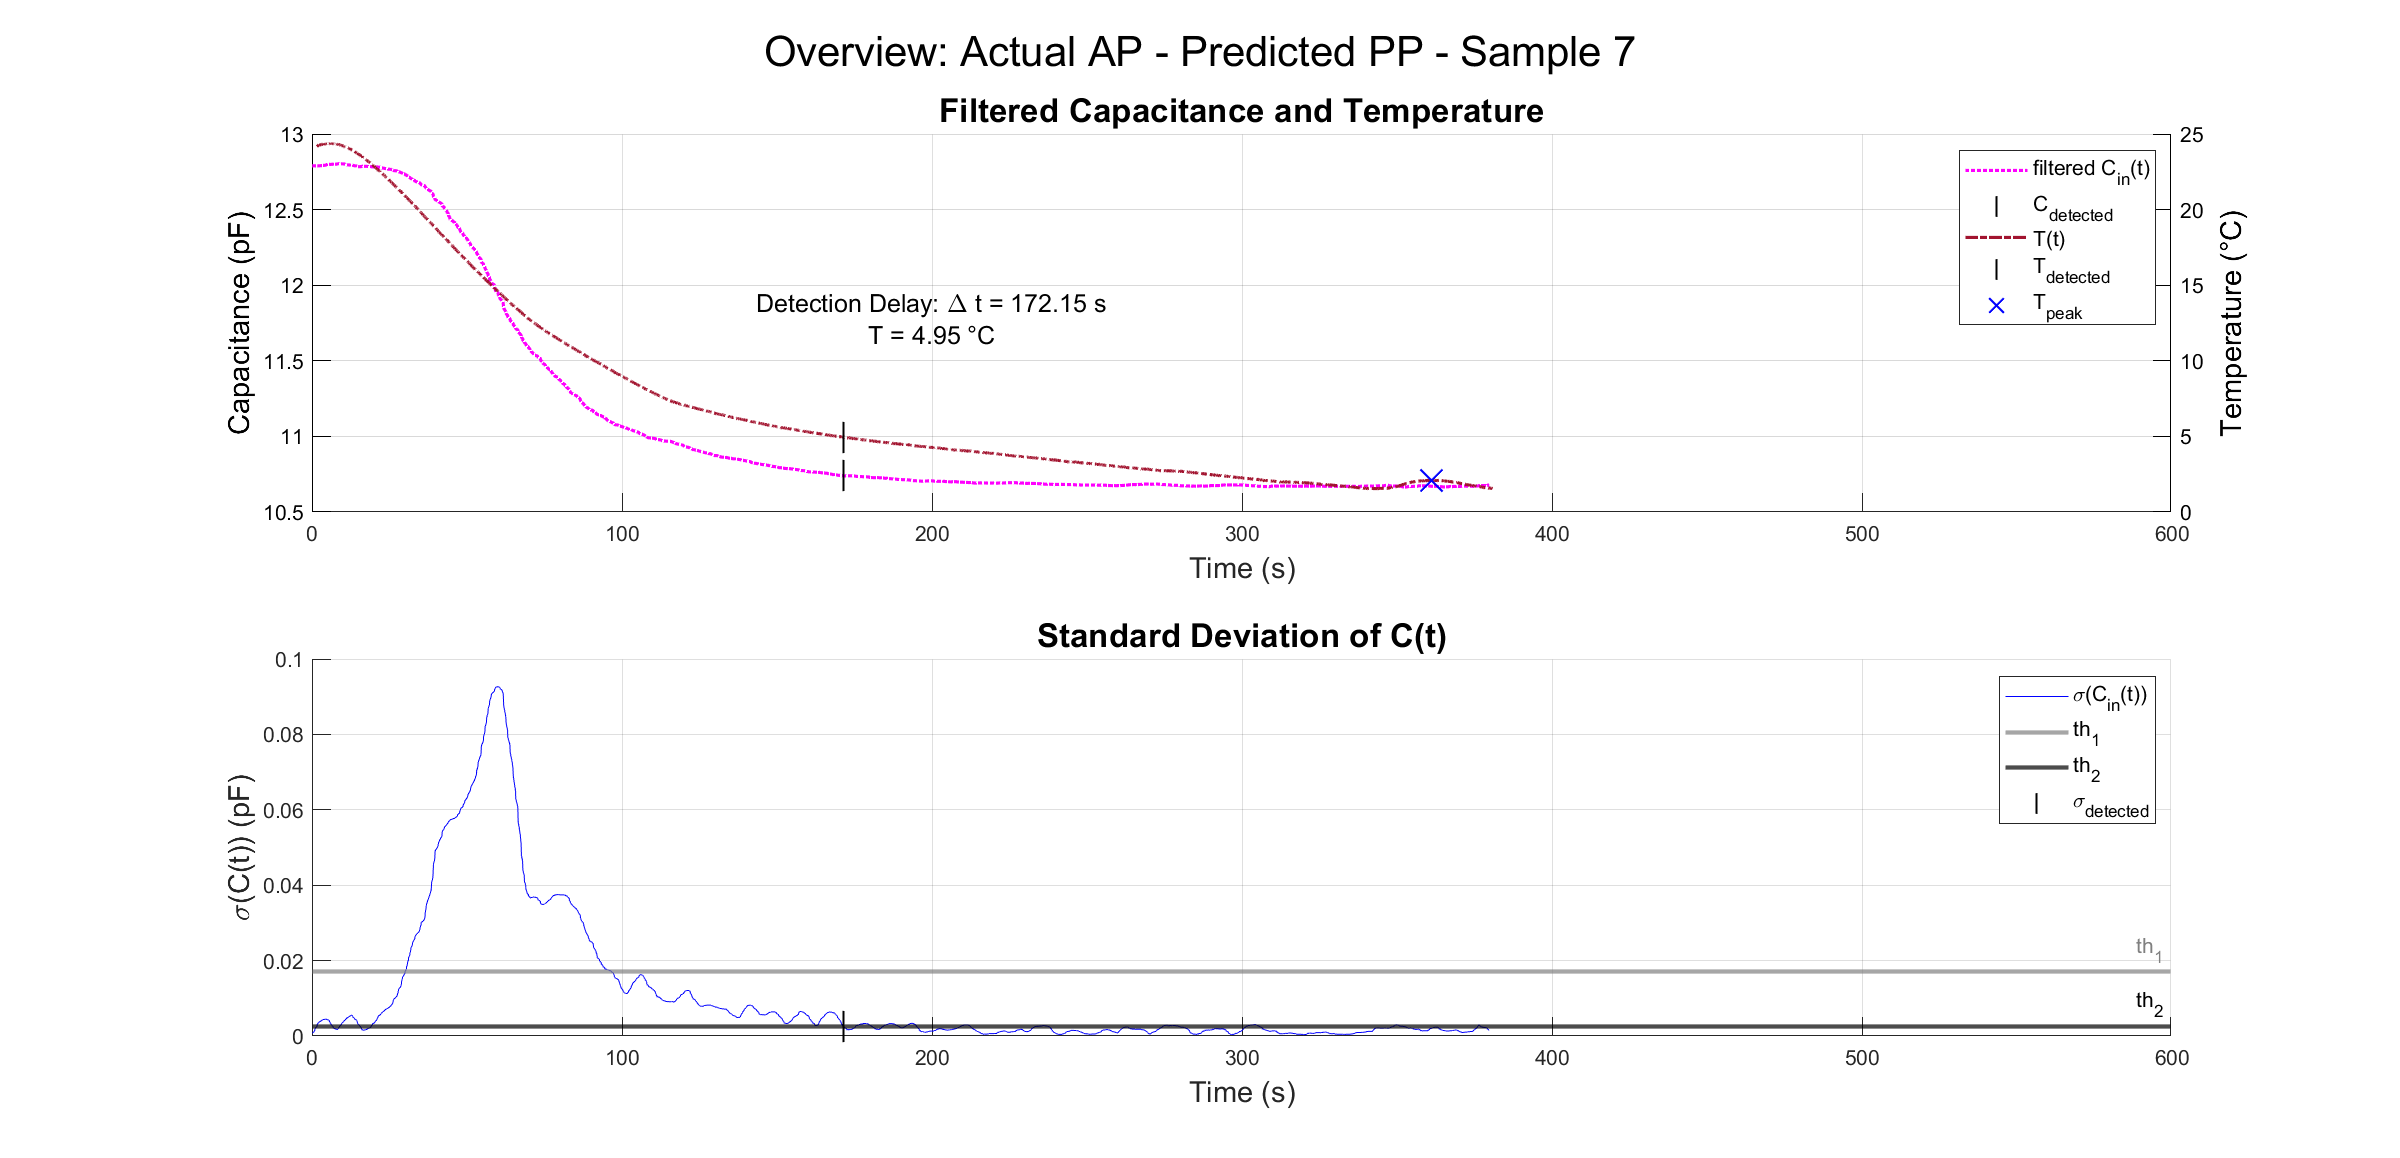 Overview: Actual AP - Predicted PP - Sample 7
Filtered Capacitance and Temperature
13
12.5
12
11.5
11
10.5
Capacitance (pF)
25
20
15
10
5
0
Temperature (°C)
filtered C_in(t)
C_detected
T(t)
T_detected
T_peak
Detection Delay: Δ t = 172.15 s
T = 4.95 °C
0 100 200 300 400 500 600
Time (s)
Standard Deviation of C(t)
0.1
0.08
0.06
0.04
0.02
0
σ(C(t)) (pF)
σ(C_in(t))
th_1
th_2
σ_detected
th_1
th_2
0 100 200 300 400 500 600
Time (s)